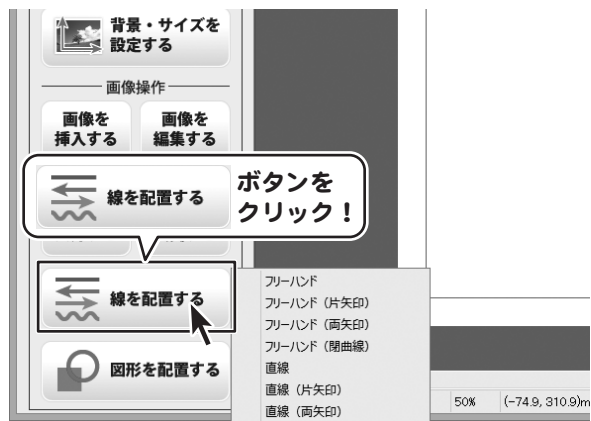 背景・サイズを
設定する
画像操作
画像を
挿入する
画像を
編集する
線を配置する
ボタンを
クリック!
線を配置する
図形を配置する
フリーハンド
フリーハンド（片矢印）
フリーハンド（両矢印）
フリーハンド（閉曲線）
直線
直線（片矢印）
直線（両矢印）
50%
(-74.9, 310.9)m